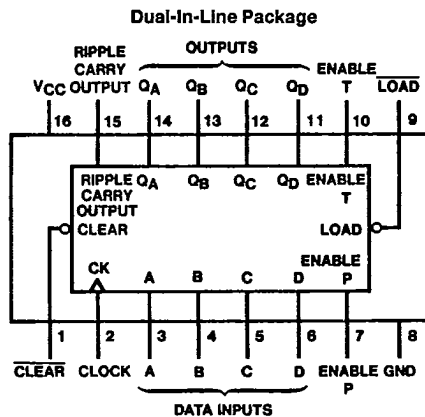 Dual-In-Line Package
OUTPUTS
RIPPLE
CARRY
OUTPUT
VCC
QA QB QC QD
ENABLE
T
LOAD
16 15 14 13 12 11 10 9
RIPPLE
CARRY
OUTPUT
QA QB QC QD
ENABLE
T
CLEAR
LOAD
CK
A B C D
ENABLE
P
1 2 3 4 5 6 7 8
CLEAR CLOCK A B C D
ENABLE
P
GND
DATA INPUTS